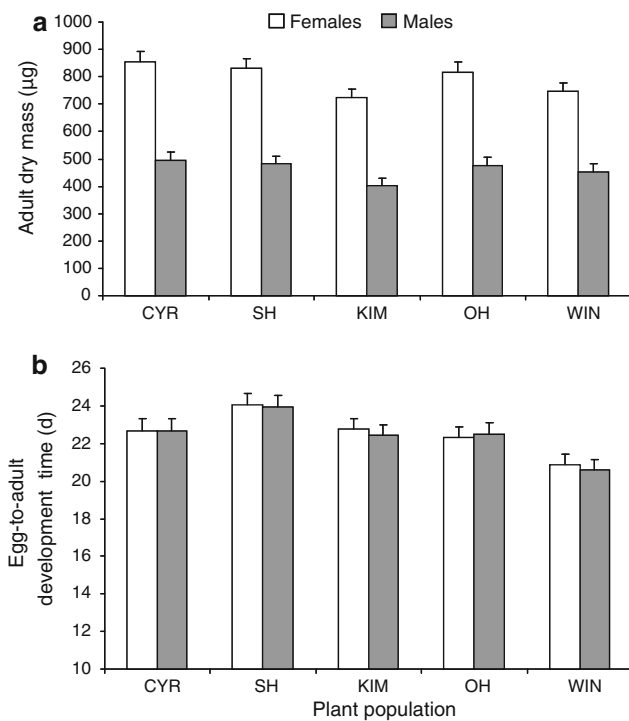 a
Females Males
Adult dry mass (µg)
1000
900
800
700
600
500
400
300
200
100
0
CYR SH KIM OH WIN
b
Egg-to-adult
development time (d)
26
24
22
20
18
16
14
12
10
CYR SH KIM OH WIN
Plant population